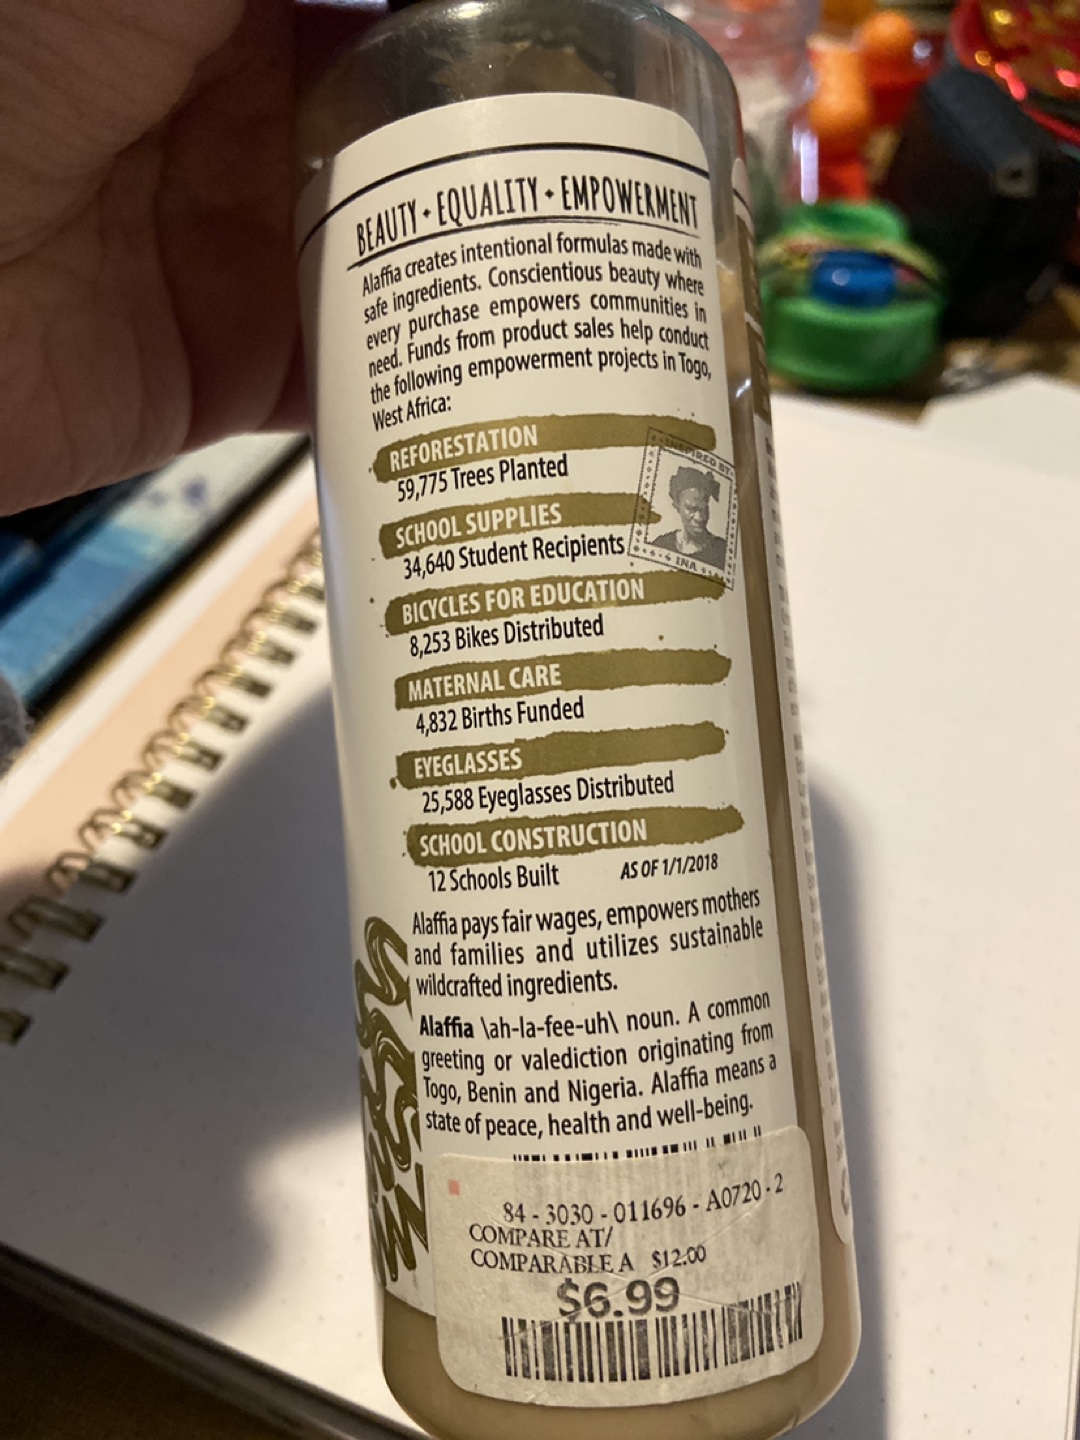 BEAUTY • EQUALITY • EMPOWERMENT
Alaffia creates intentional formulas made with
safe ingredients. Conscientious beauty where
every purchase empowers communities in
need. Funds from product sales help conduct
the following empowerment projects in Togo,
West Africa:
REFORESTATION
59,775 Trees Planted
INSPIRED BY
SCHOOL SUPPLIES
34,640 Student Recipients
INA
BICYCLES FOR EDUCATION
8,253 Bikes Distributed
MATERNAL CARE
4,832 Births Funded
EYEGLASSES
25,588 Eyeglasses Distributed
SCHOOL CONSTRUCTION
12 Schools Built AS OF 1/1/2018
Alaffia pays fair wages, empowers mothers
and families and utilizes sustainable
wildcrafted ingredients.
Alaffia \ah-la-fee-uh\ noun. A common
greeting or valediction originating from
Togo, Benin and Nigeria. Alaffia means a
state of peace, health and well-being.
84 - 3030 - 011696 - A0720 - 2
COMPARE AT/
COMPARABLE A $12.00
$6.99